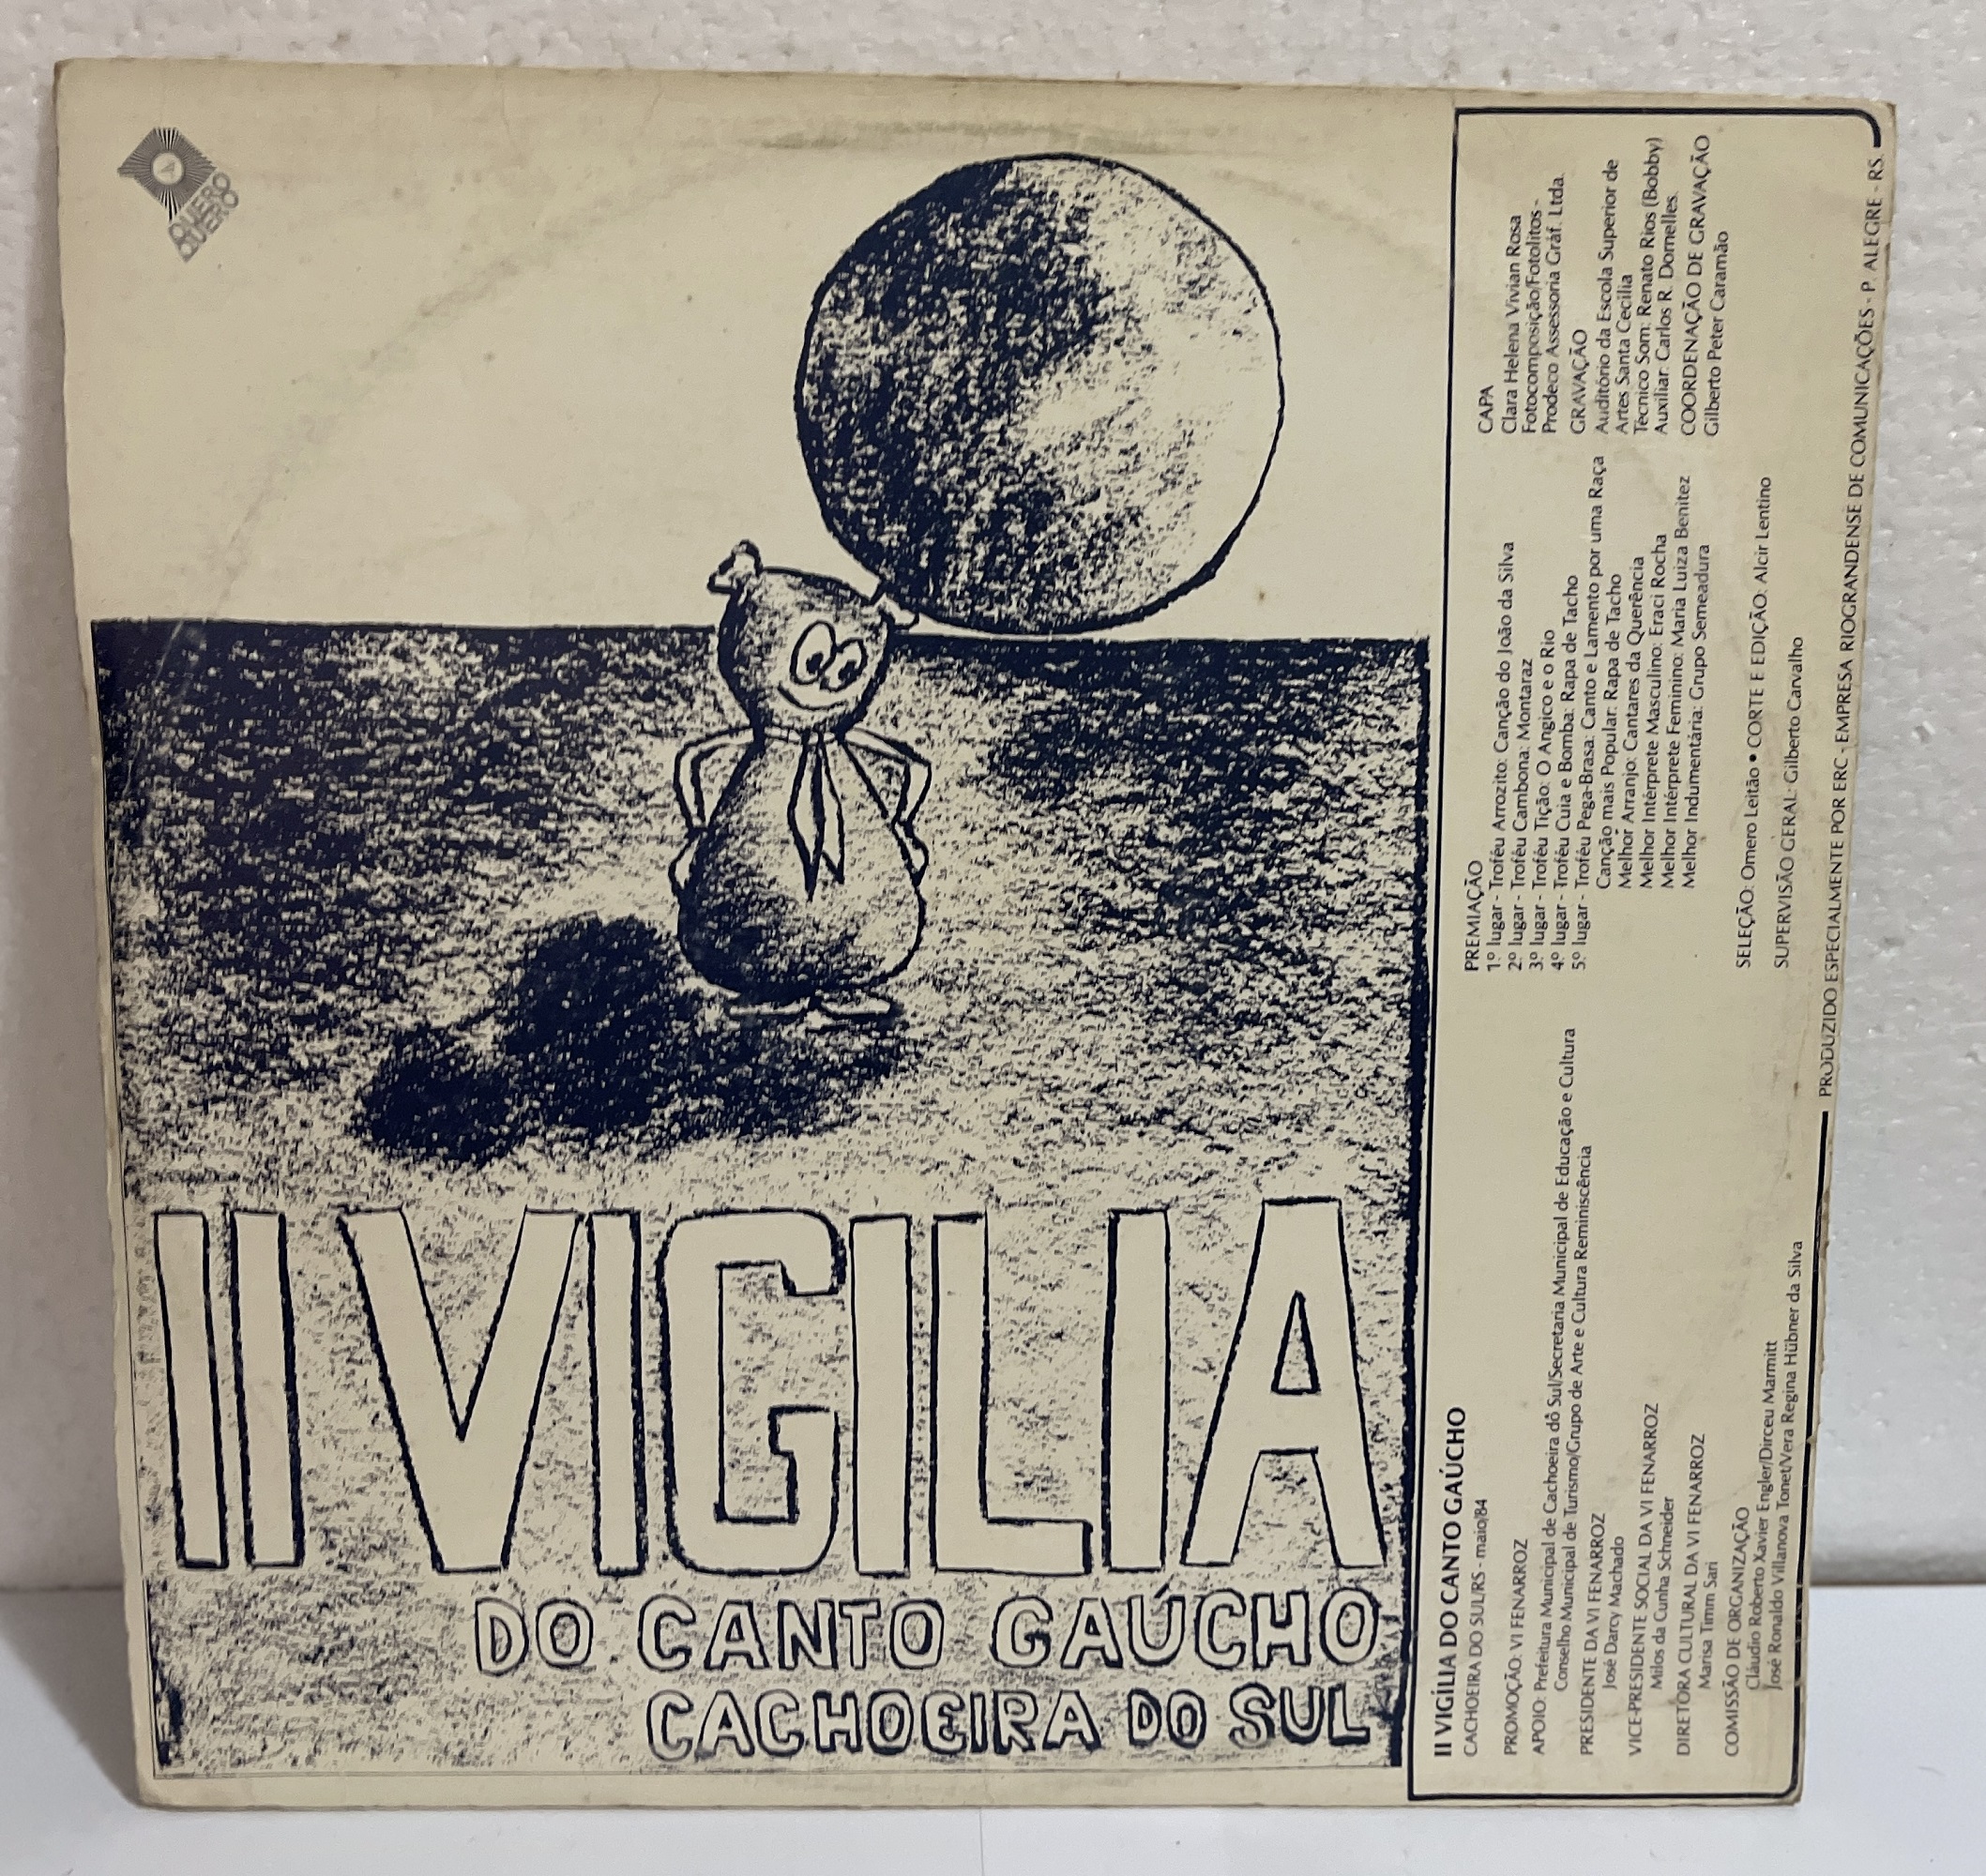 QUERO
QUERO
II VIGILIA
DO CANTO GAÚCHO
CACHOEIRA DO SUL
II VIGÍLIA DO CANTO GAÚCHO
CACHOEIRA DO SUL/RS - maio/84
PROMOÇÃO: VI FENARROZ
APOIO: Prefeitura Municipal de Cachoeira do Sul/Secretaria Municipal de Educação e Cultura
Conselho Municipal de Turismo/Grupo de Arte e Cultura Reminiscência
PRESIDENTE DA VI FENARROZ
José Darcy Machado
VICE-PRESIDENTE SOCIAL DA VI FENARROZ
Milos da Cunha Schneider
DIRETORA CULTURAL DA VI FENARROZ
Marisa Timm Sari
COMISSÃO DE ORGANIZAÇÃO
Cláudio Roberto Xavier Engler/Dirceu Marmitt
José Ronaldo Villanova Tonet/Vera Regina Hübner da Silva
PREMIAÇÃO
1º lugar - Troféu Arrozito: Canção do João da Silva
2º lugar - Troféu Cambona: Montaraz
3º lugar - Troféu Tição: O Angico e o Rio
4º lugar - Troféu Cuia e Bomba: Rapa de Tacho
5º lugar - Troféu Pega-Brasa: Canto e Lamento por uma Raça
Canção mais Popular: Rapa de Tacho
Melhor Arranjo: Cantares da Querência
Melhor Intérprete Masculino: Eraci Rocha
Melhor Intérprete Feminino: Maria Luiza Benitez
Melhor Indumentária: Grupo Semeadura
SELEÇÃO: Omero Leitão • CORTE E EDIÇÃO: Alcir Lentino
SUPERVISÃO GERAL: Gilberto Carvalho
CAPA
Clara Helena Vivian Rosa
Fotocomposição/Fotolitos -
Prodeco Assessoria Gráf. Ltda.
GRAVAÇÃO
Auditório da Escola Superior de
Artes Santa Cecília
Técnico Som: Renato Rios (Bobby)
Auxiliar: Carlos R. Dornelles.
COORDENAÇÃO DE GRAVAÇÃO
Gilberto Peter Caramão
PRODUZIDO ESPECIALMENTE POR ERC - EMPRESA RIOGRANDENSE DE COMUNICAÇÕES - P. ALEGRE - RS.